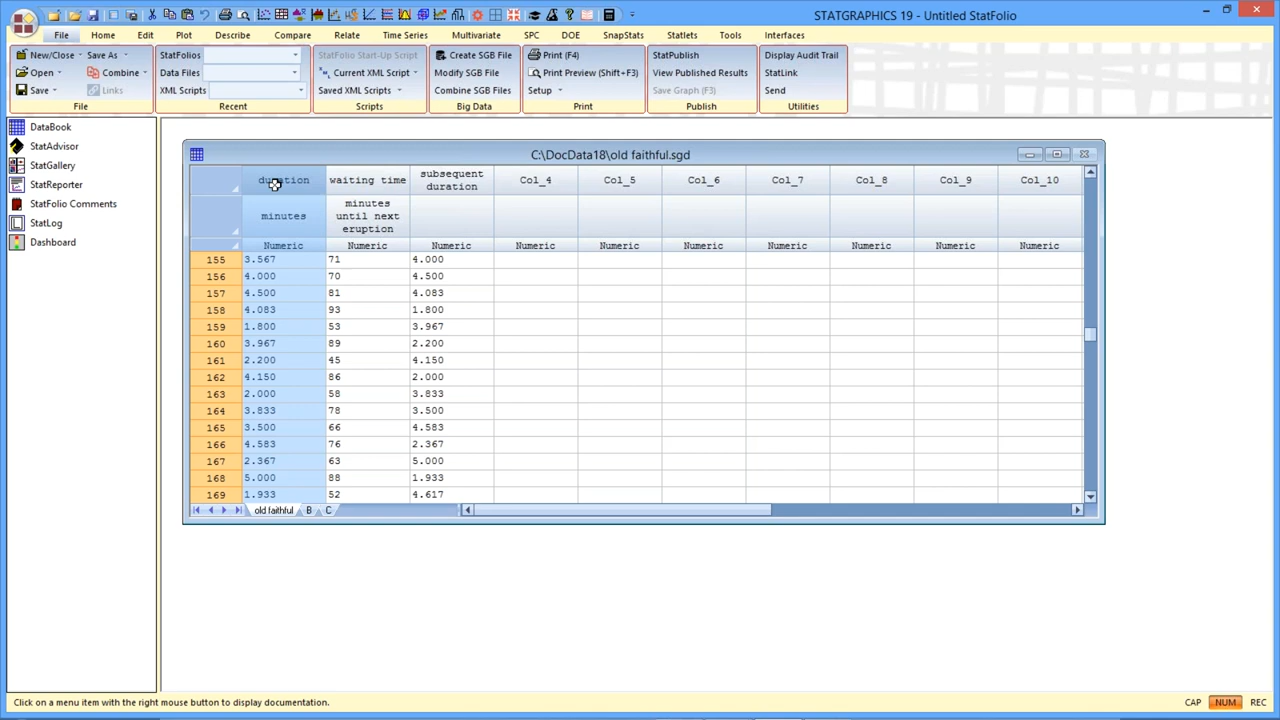 STATGRAPHICS 19 - Untitled StatFolio
File Home Edit Plot Describe Compare Relate Time Series Multivariate SPC DOE SnapStats Statlets Tools Interfaces
New/Close Save As StatFolios StatFolio Start-Up Script Create SGB File Print (F4) StatPublish Display Audit Trail
Open Combine Data Files Current XML Script Modify SGB File Print Preview (Shift+F3) View Published Results StatLink
Save Links XML Scripts Saved XML Scripts Combine SGB Files Setup Save Graph (F3) Send
File Recent Scripts Big Data Print Publish Utilities
DataBook
StatAdvisor
StatGallery
StatReporter
StatFolio Comments
StatLog
Dashboard
C:\DocData18\old faithful.sgd
duration waiting time subsequent duration Col_4 Col_5 Col_6 Col_7 Col_8 Col_9 Col_10
minutes minutes until next eruption
Numeric Numeric Numeric Numeric Numeric Numeric Numeric Numeric Numeric Numeric
155 3.567 71 4.000
156 4.000 70 4.500
157 4.500 81 4.083
158 4.083 93 1.800
159 1.800 53 3.967
160 3.967 89 2.200
161 2.200 45 4.150
162 4.150 86 2.000
163 2.000 58 3.833
164 3.833 78 3.500
165 3.500 66 4.583
166 4.583 76 2.367
167 2.367 63 5.000
168 5.000 88 1.933
169 1.933 52 4.617
old faithful B C
Click on a menu item with the right mouse button to display documentation.
CAP NUM REC